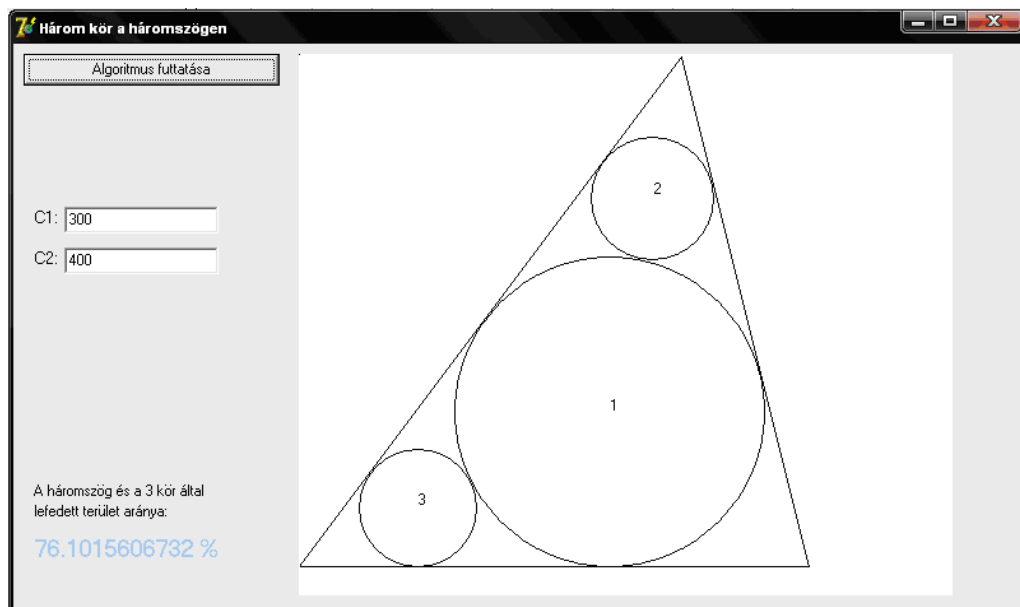 Három kör a háromszögen
Algoritmus futtatása
C1: 300
C2: 400
A háromszög és a 3 kör által
lefedett terület aránya:
76.1015606732 %
2
1
3